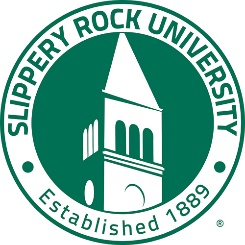 SLIPPERY ROCK UNIVERSITY
• Established 1889 •
®